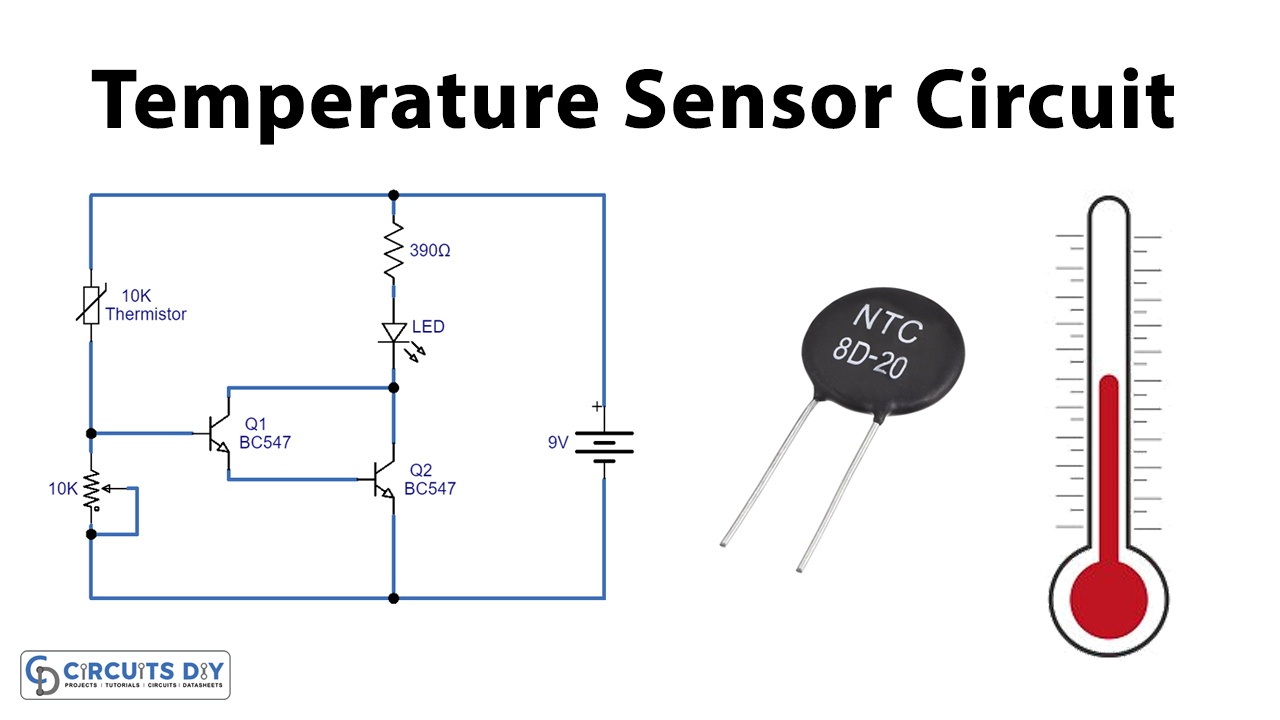 Temperature Sensor Circuit
390Ω
10K
Thermistor
LED
Q1
BC547
+
9V
Q2
BC547
10K
NTC
8D-20
CD CiRCUiTS DiY
PROJECTS | TUTORIALS | CIRCUITS | DATASHEETS